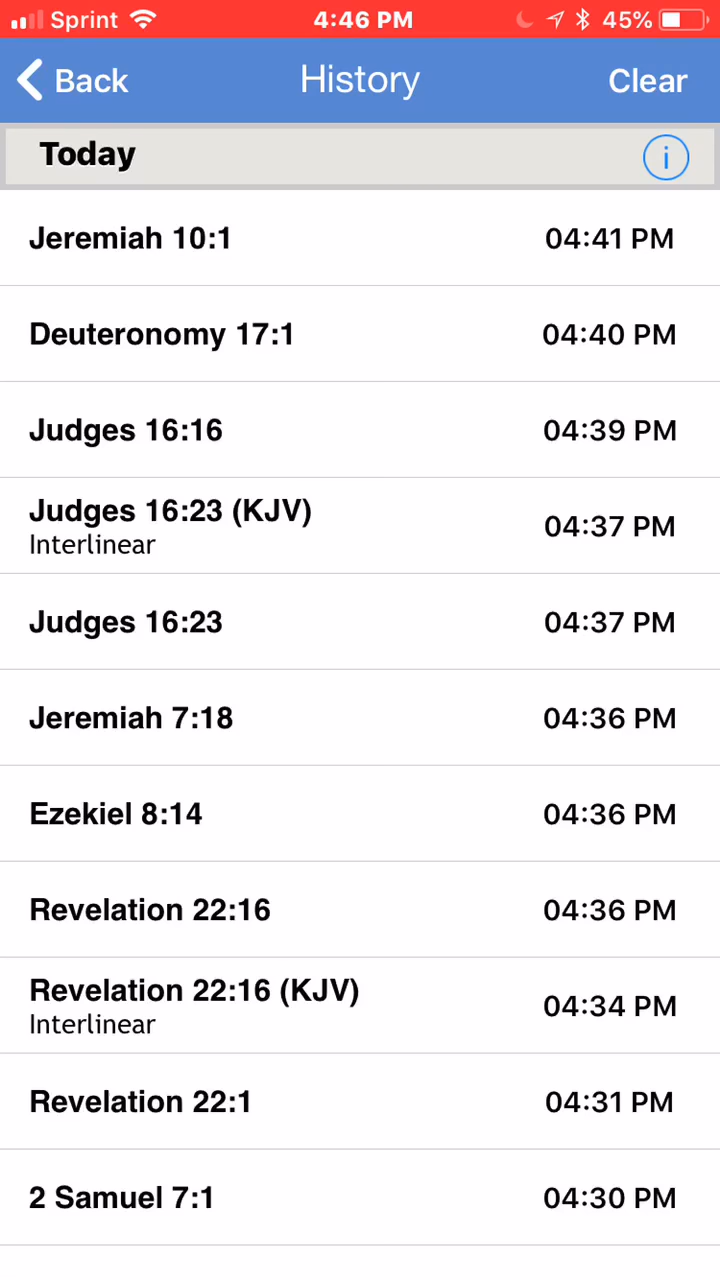 Sprint 4:46 PM 45%
Back History Clear
Today
Jeremiah 10:1 04:41 PM
Deuteronomy 17:1 04:40 PM
Judges 16:16 04:39 PM
Judges 16:23 (KJV)
Interlinear 04:37 PM
Judges 16:23 04:37 PM
Jeremiah 7:18 04:36 PM
Ezekiel 8:14 04:36 PM
Revelation 22:16 04:36 PM
Revelation 22:16 (KJV)
Interlinear 04:34 PM
Revelation 22:1 04:31 PM
2 Samuel 7:1 04:30 PM